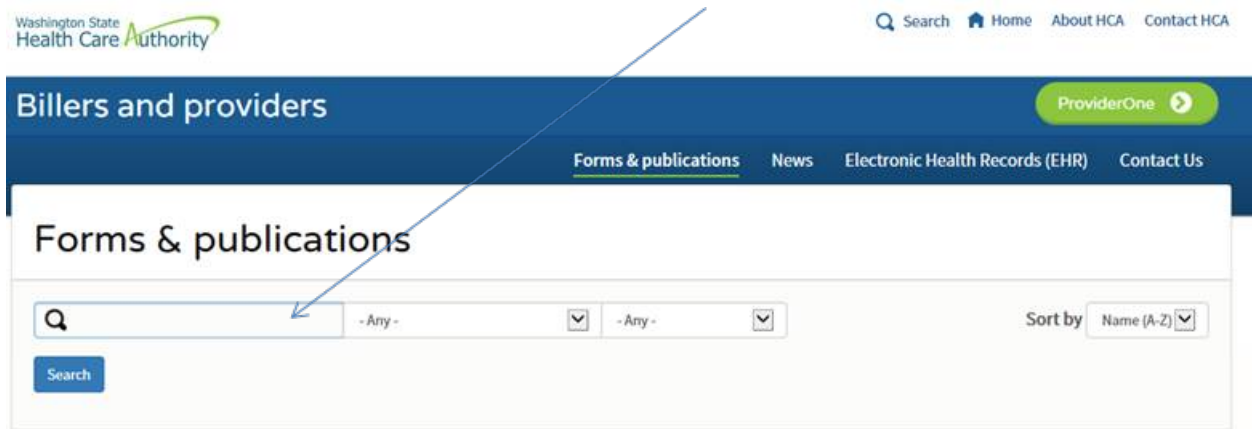 Washington State
Health Care Authority
Search Home About HCA Contact HCA
Billers and providers
ProviderOne
Forms & publications News Electronic Health Records (EHR) Contact Us
Forms & publications
- Any - - Any - Sort by Name (A-Z)
Search